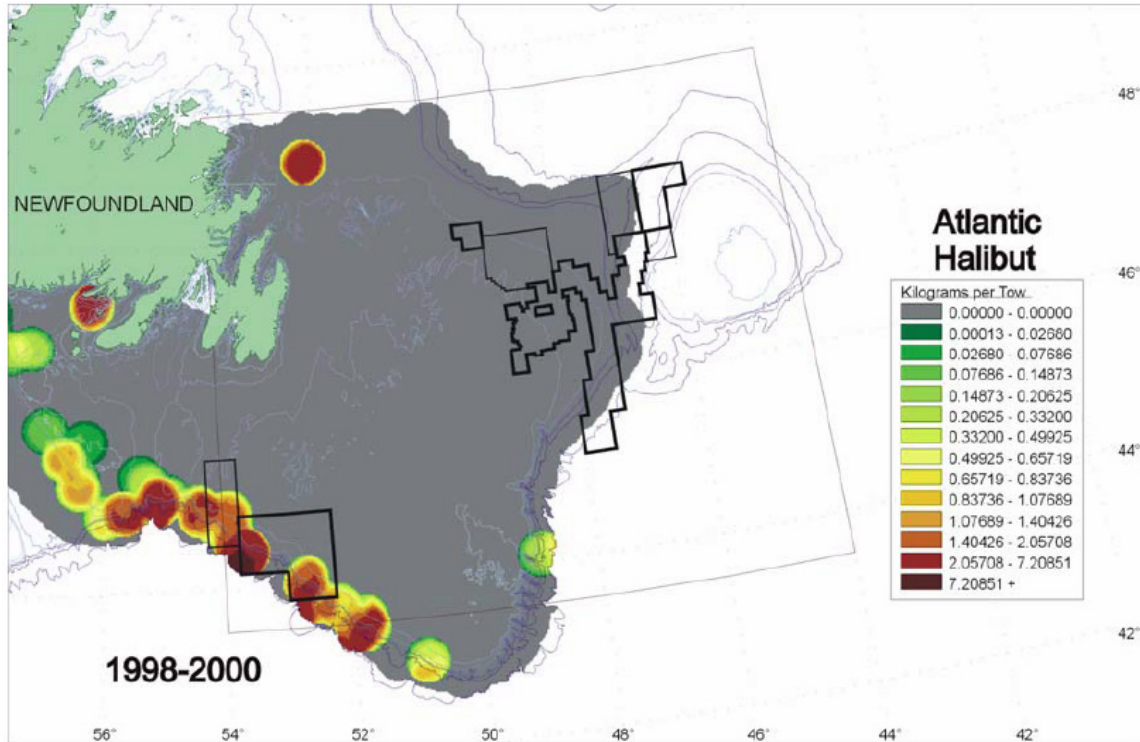 48°
NEWFOUNDLAND
Atlantic
Halibut
46°
Kilograms per Tow
0.00000 - 0.00000
0.00013 - 0.02680
0.02680 - 0.07686
0.07686 - 0.14873
0.14873 - 0.20625
0.20625 - 0.33200
0.33200 - 0.49925
0.49925 - 0.65719
0.65719 - 0.83736
0.83736 - 1.07689
1.07689 - 1.40426
1.40426 - 2.05708
2.05708 - 7.20851
7.20851 +
44°
42°
1998-2000
56° 54° 52° 50° 48° 46° 44° 42°